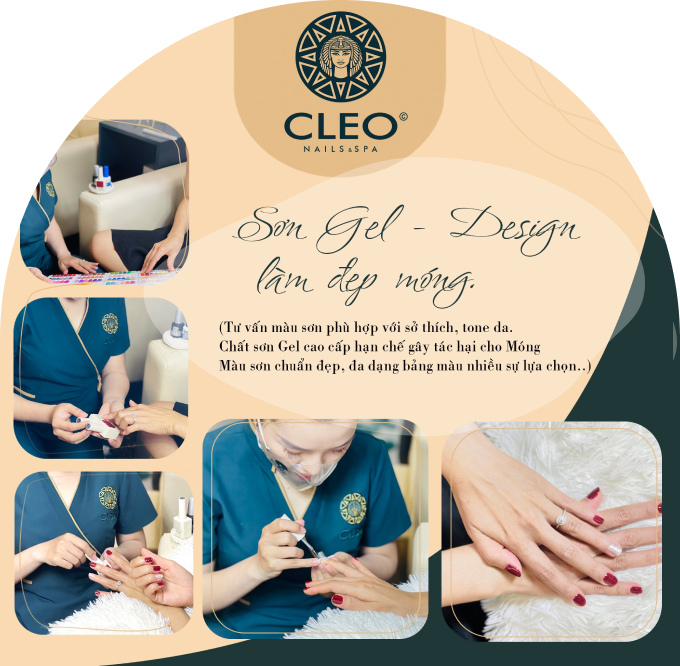 CLEO©
NAILS&SPA
Sơn Gel - Design
làm đẹp móng.
(Tư vấn màu sơn phù hợp với sở thích, tone da.
Chất sơn Gel cao cấp hạn chế gây tác hại cho Móng
Màu sơn chuẩn đẹp, đa dạng bảng màu nhiều sự lựa chọn..)